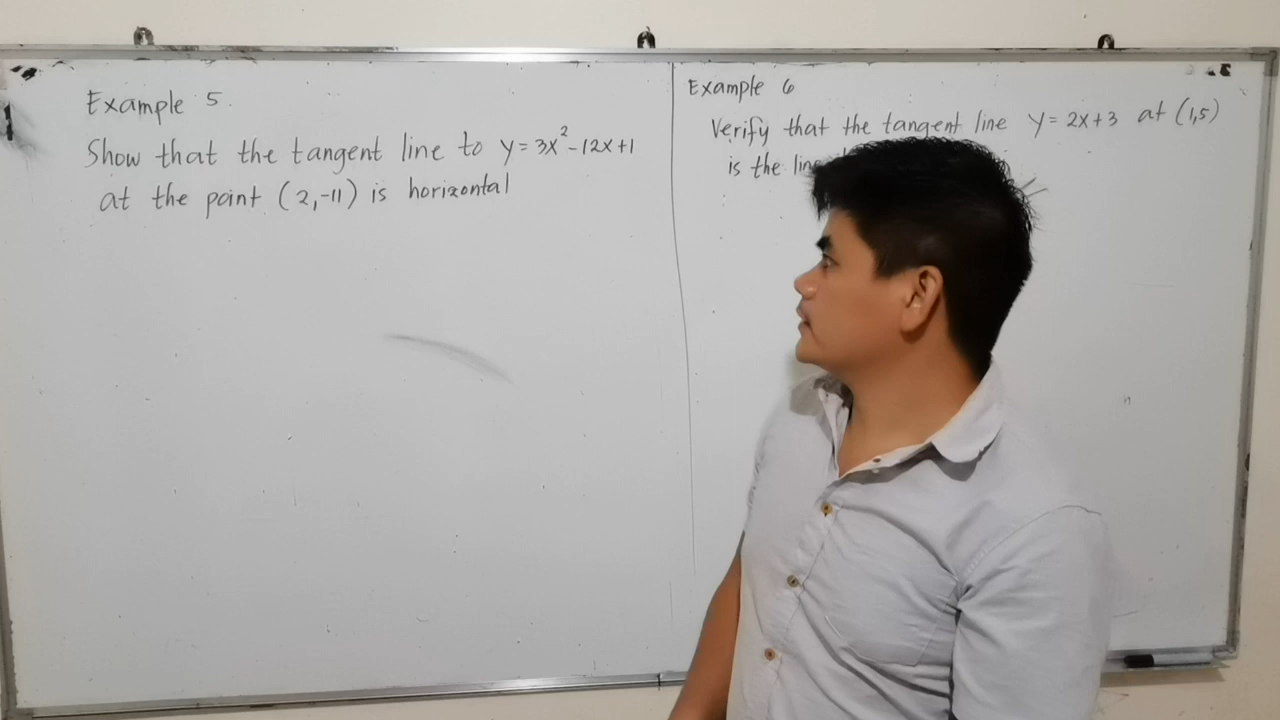 Example 5.
Show that the tangent line to y=3x²-12x+1
at the point (2,-11) is horizontal
Example 6
Verify that the tangent line y=2x+3 at (1,5)
is the line